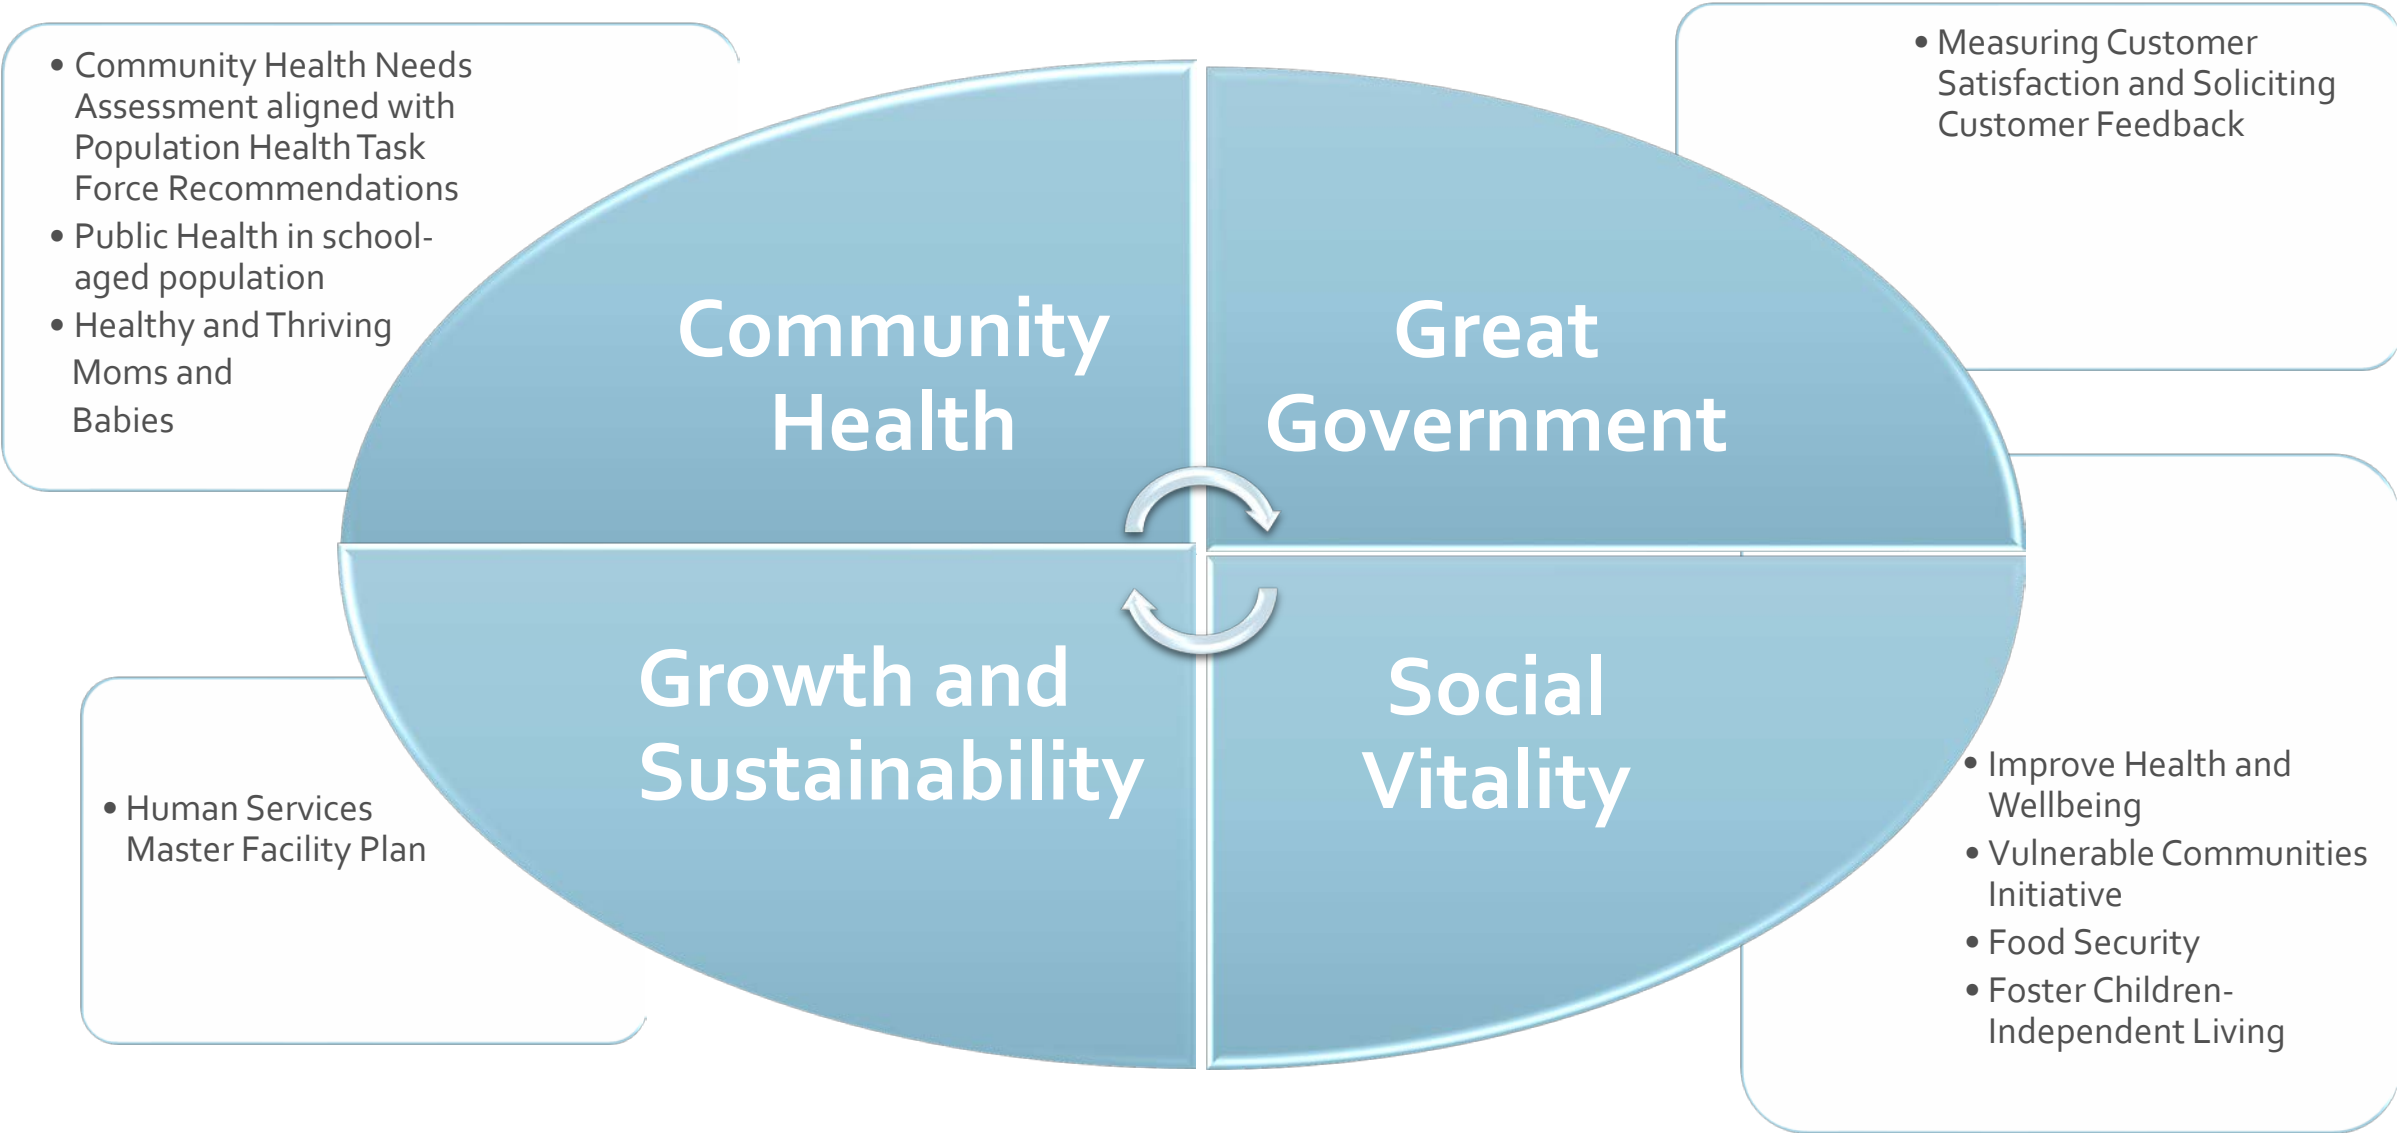 • Community Health Needs
Assessment aligned with
Population Health Task
Force Recommendations
• Public Health in school-
aged population
• Healthy and Thriving
Moms and
Babies
• Measuring Customer
Satisfaction and Soliciting
Customer Feedback
Community
Health
Great
Government
Growth and
Sustainability
Social
Vitality
• Human Services
Master Facility Plan
• Improve Health and
Wellbeing
• Vulnerable Communities
Initiative
• Food Security
• Foster Children-
Independent Living